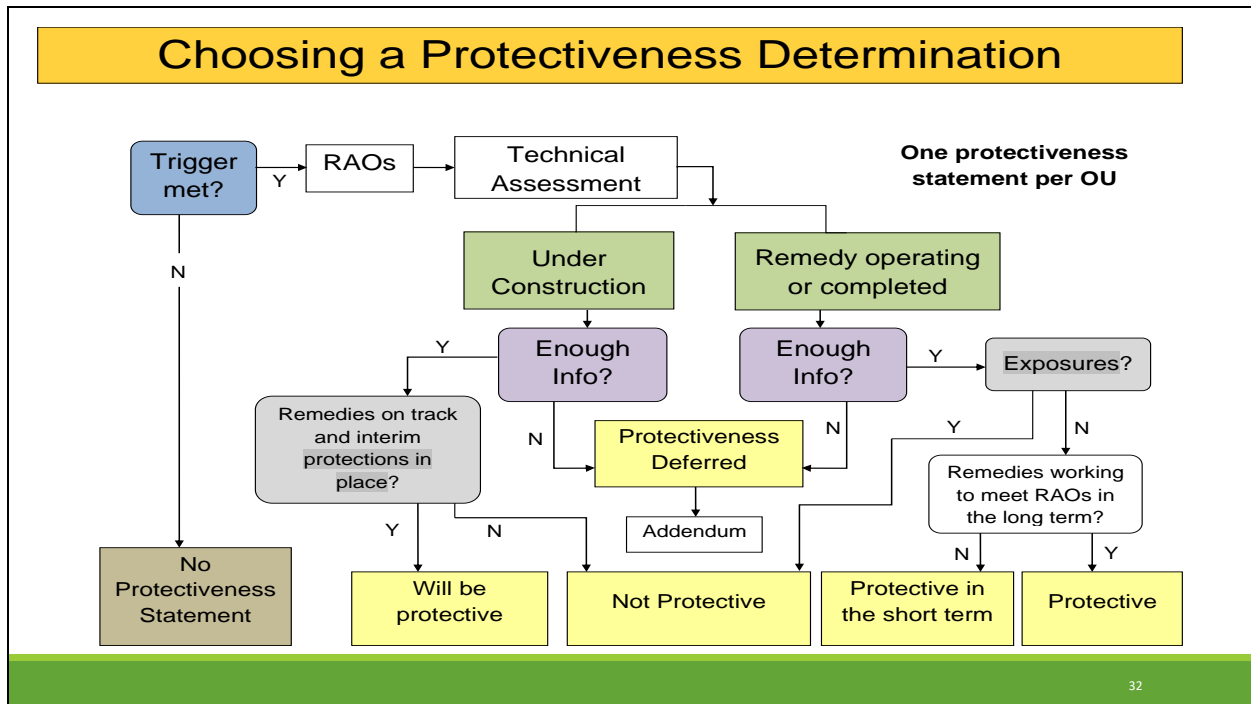 Choosing a Protectiveness Determination
Trigger
met?
Y
RAOs
Technical
Assessment
One protectiveness
statement per OU
N
Under
Construction
Remedy operating
or completed
Y
Enough
Info?
Enough
Info?
Y
Exposures?
Remedies on track
and interim
protections in
place?
N
Protectiveness
Deferred
N
Y
N
Remedies working
to meet RAOs in
the long term?
Y
N
Addendum
N
Y
No
Protectiveness
Statement
Will be
protective
Not Protective
Protective in
the short term
Protective
32